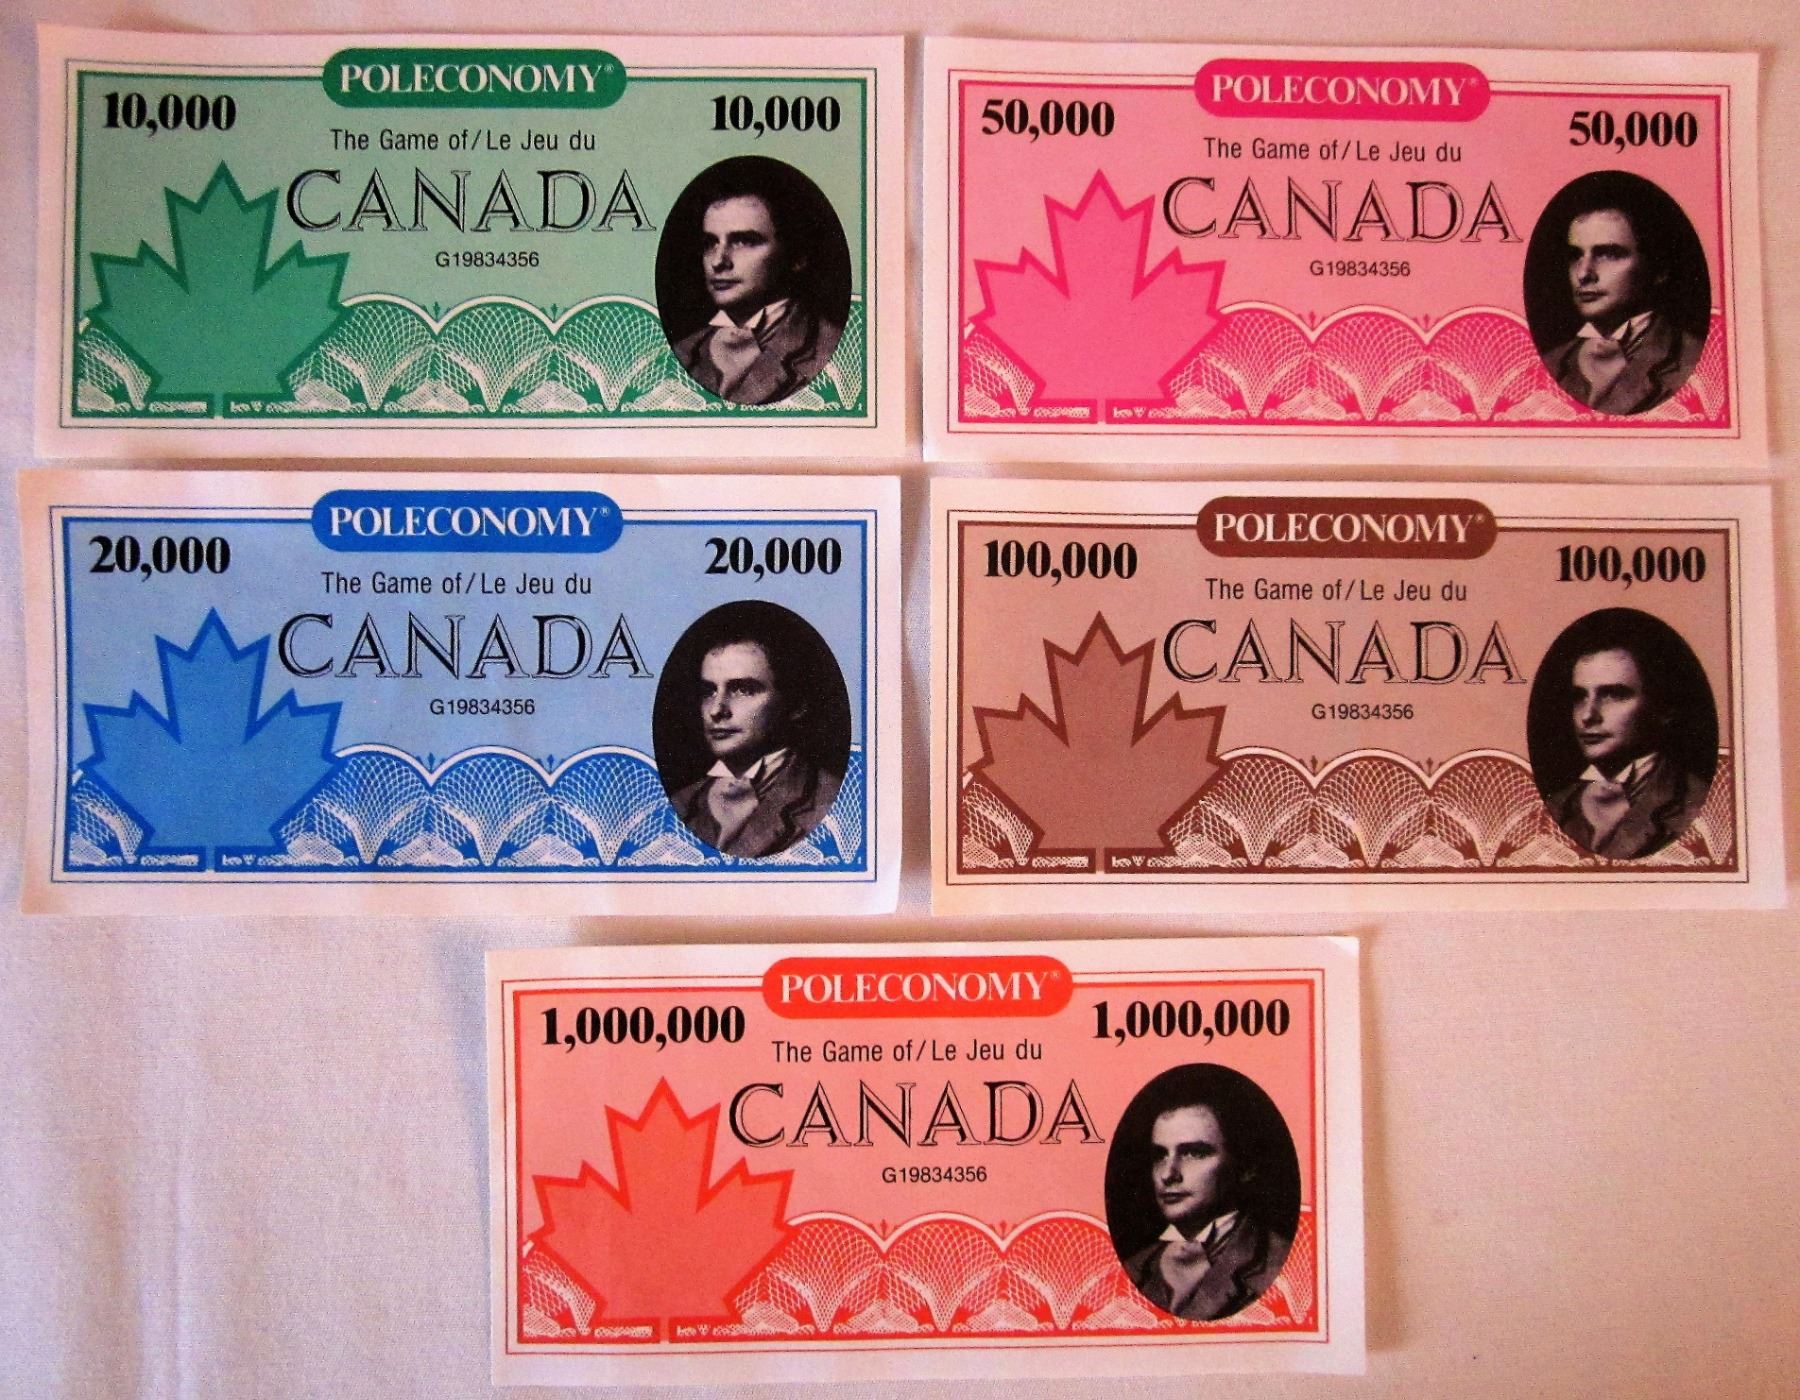 POLECONOMY®
10,000 10,000
The Game of/Le Jeu du
CANADA
G19834356
POLECONOMY®
50,000 50,000
The Game of/Le Jeu du
CANADA
G19834356
POLECONOMY®
20,000 20,000
The Game of/Le Jeu du
CANADA
G19834356
POLECONOMY®
100,000 100,000
The Game of/Le Jeu du
CANADA
G19834356
POLECONOMY®
1,000,000 1,000,000
The Game of/Le Jeu du
CANADA
G19834356